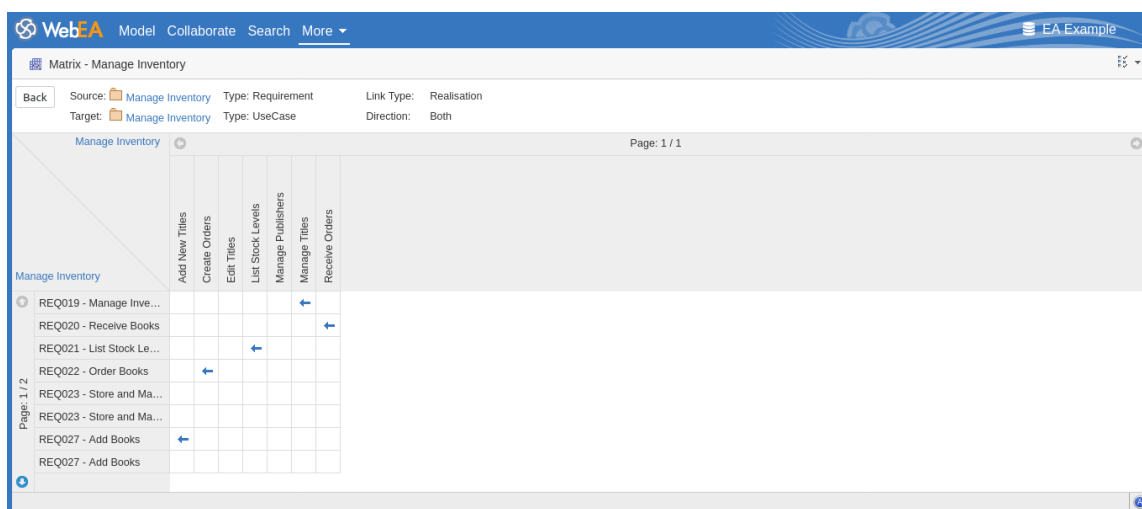 WebEA Model Collaborate Search More EA Example
Matrix - Manage Inventory
Back Source: Manage Inventory Type: Requirement Link Type: Realisation
Target: Manage Inventory Type: UseCase Direction: Both
Manage Inventory Page: 1 / 1
Add New Titles
Create Orders
Edit Titles
List Stock Levels
Manage Publishers
Manage Titles
Receive Orders
Manage Inventory
REQ019 - Manage Inve...
REQ020 - Receive Books
REQ021 - List Stock Le...
REQ022 - Order Books
REQ023 - Store and Ma...
REQ023 - Store and Ma...
REQ027 - Add Books
REQ027 - Add Books
Page: 1 / 2